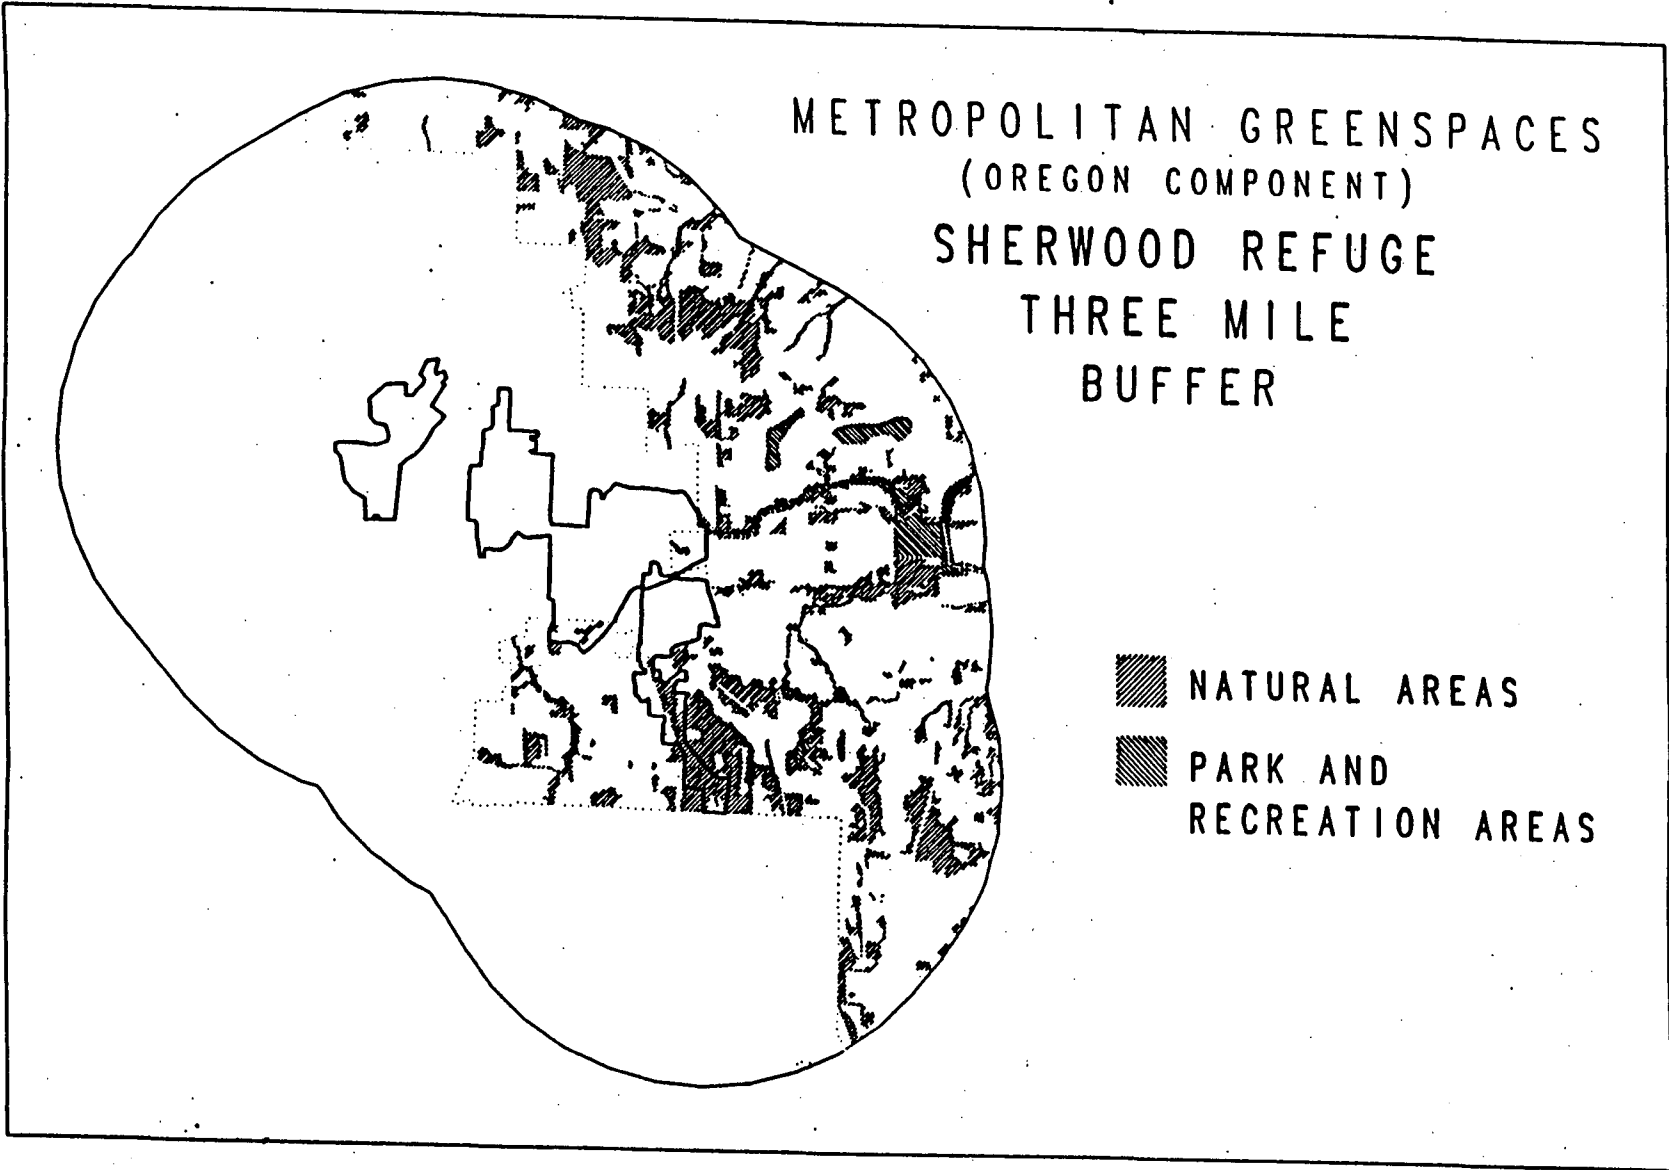 METROPOLITAN GREENSPACES
(OREGON COMPONENT)
SHERWOOD REFUGE
THREE MILE
BUFFER
NATURAL AREAS
PARK AND
RECREATION AREAS